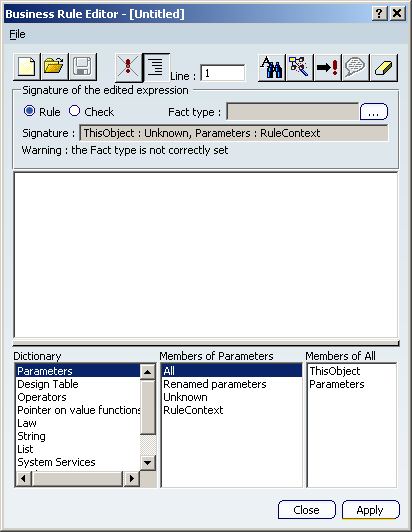 Business Rule Editor - [Untitled]
File
Line : 1
Signature of the edited expression
Rule Check Fact type : ...
Signature : ThisObject : Unknown, Parameters : RuleContext
Warning : the Fact type is not correctly set
Dictionary Members of Parameters Members of All
Parameters All ThisObject
Design Table Renamed parameters Parameters
Operators Unknown
Pointer on value functions RuleContext
Law
String
List
System Services
Close Apply